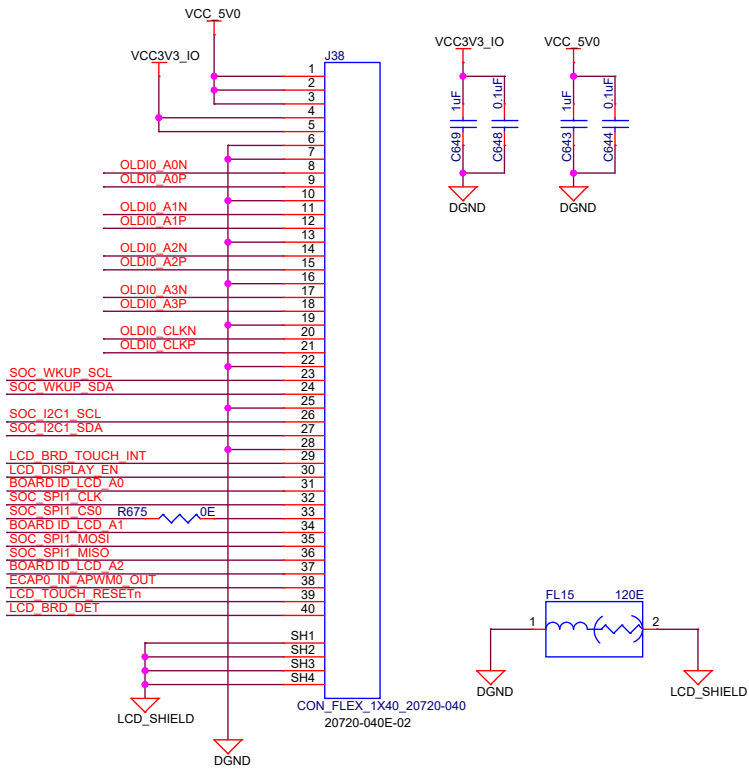 VCC_5V0
VCC3V3_IO
J38
1
2
3
4
5
6
7
OLDI0_A0N 8
OLDI0_A0P 9
10
OLDI0_A1N 11
OLDI0_A1P 12
13
OLDI0_A2N 14
OLDI0_A2P 15
16
OLDI0_A3N 17
OLDI0_A3P 18
19
OLDI0_CLKN 20
OLDI0_CLKP 21
22
SOC_WKUP_SCL 23
SOC_WKUP_SDA 24
25
SOC_I2C1_SCL 26
SOC_I2C1_SDA 27
28
LCD_BRD_TOUCH_INT 29
LCD_DISPLAY_EN 30
BOARD ID_LCD_A0 31
SOC_SPI1_CLK 32
SOC_SPI1_CS0 R675 0E 33
BOARD ID_LCD_A1 34
SOC_SPI1_MOSI 35
SOC_SPI1_MISO 36
BOARD ID_LCD_A2 37
ECAP0_IN_APWM0_OUT 38
LCD_TOUCH_RESETn 39
LCD_BRD_DET 40
SH1
SH2
SH3
SH4
LCD_SHIELD
CON_FLEX_1X40_20720-040
20720-040E-02
DGND
VCC3V3_IO
1uF
0.1uF
C649
C648
DGND
VCC_5V0
1uF
0.1uF
C643
C644
DGND
FL15 120E
1 2
DGND
LCD_SHIELD